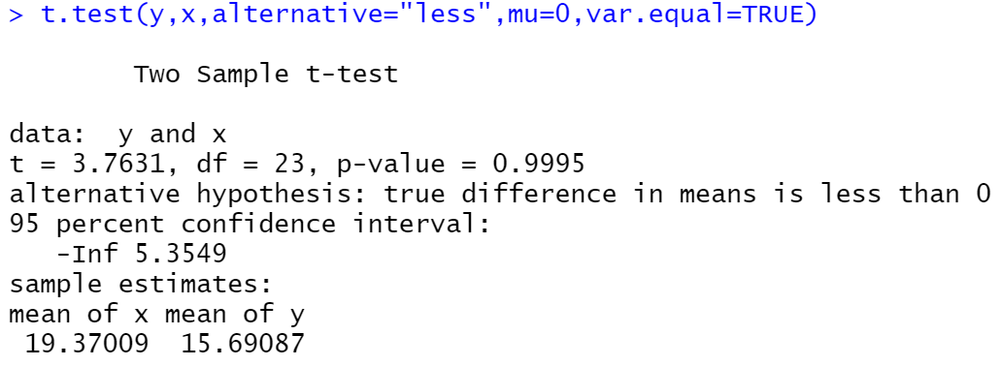 > t.test(y,x,alternative="less",mu=0,var.equal=TRUE)
Two Sample t-test
data:  y and x
t = 3.7631, df = 23, p-value = 0.9995
alternative hypothesis: true difference in means is less than 0
95 percent confidence interval:
-Inf 5.3549
sample estimates:
mean of x mean of y
19.37009  15.69087